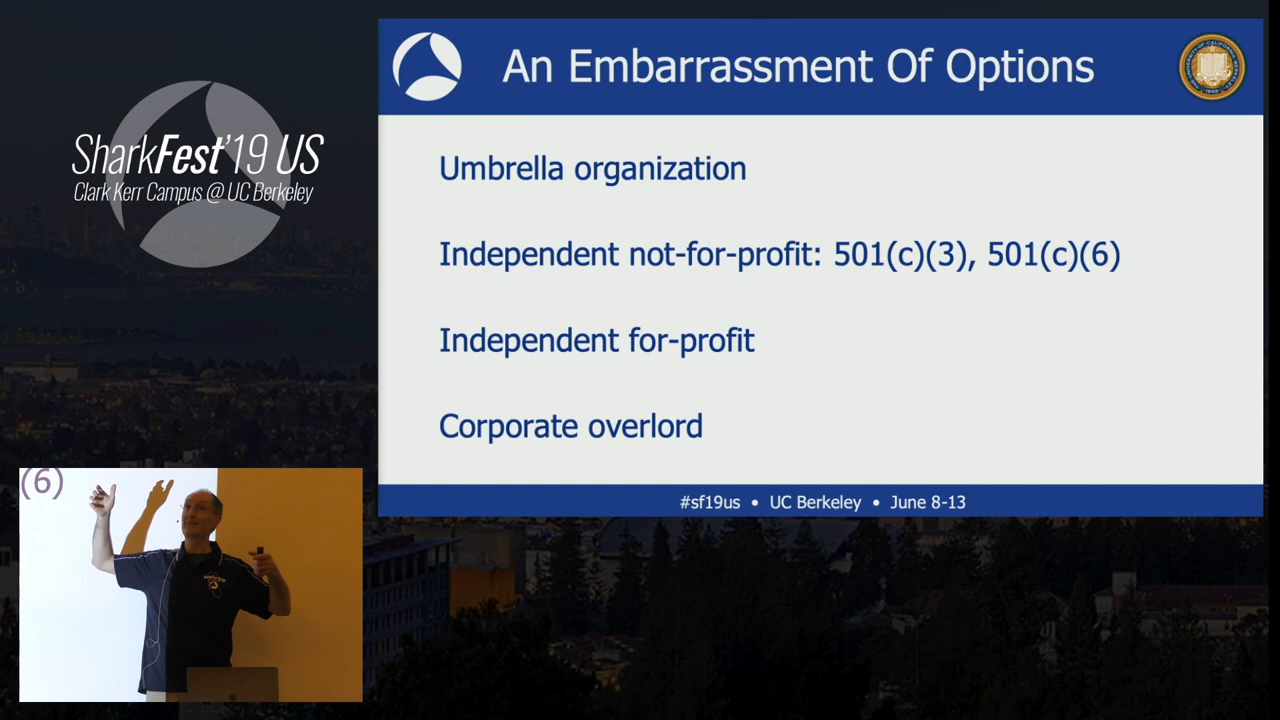 SharkFest'19 US
Clark Kerr Campus @ UC Berkeley
An Embarrassment Of Options
Umbrella organization
Independent not-for-profit: 501(c)(3), 501(c)(6)
Independent for-profit
Corporate overlord
#sf19us • UC Berkeley • June 8-13
(6)